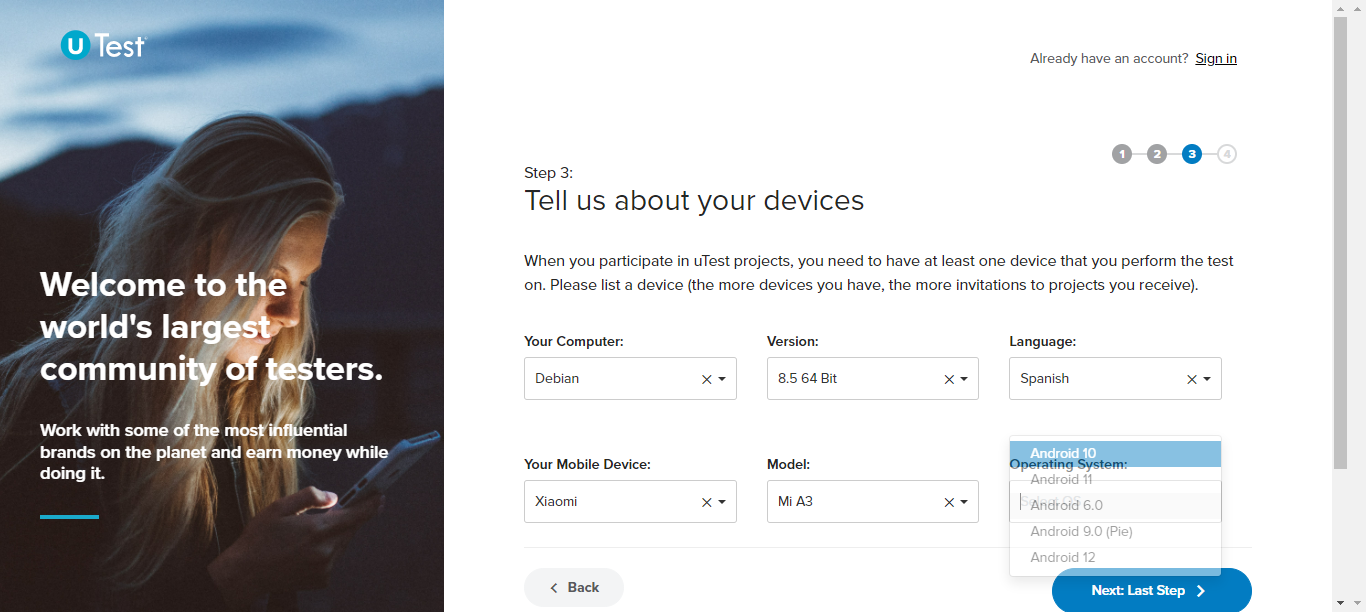 U Test
Already have an account? Sign in
1 2 3 4
Step 3:
Tell us about your devices
When you participate in uTest projects, you need to have at least one device that you perform the test
on. Please list a device (the more devices you have, the more invitations to projects you receive).
Welcome to the
world's largest
community of testers.
Work with some of the most influential
brands on the planet and earn money while
doing it.
Your Computer:
Debian
Version:
8.5 64 Bit
Language:
Spanish
Your Mobile Device:
Xiaomi
Model:
Mi A3
Operating System:
Select OS
Android 10
Android 11
Android 6.0
Android 9.0 (Pie)
Android 12
Back
Next: Last Step